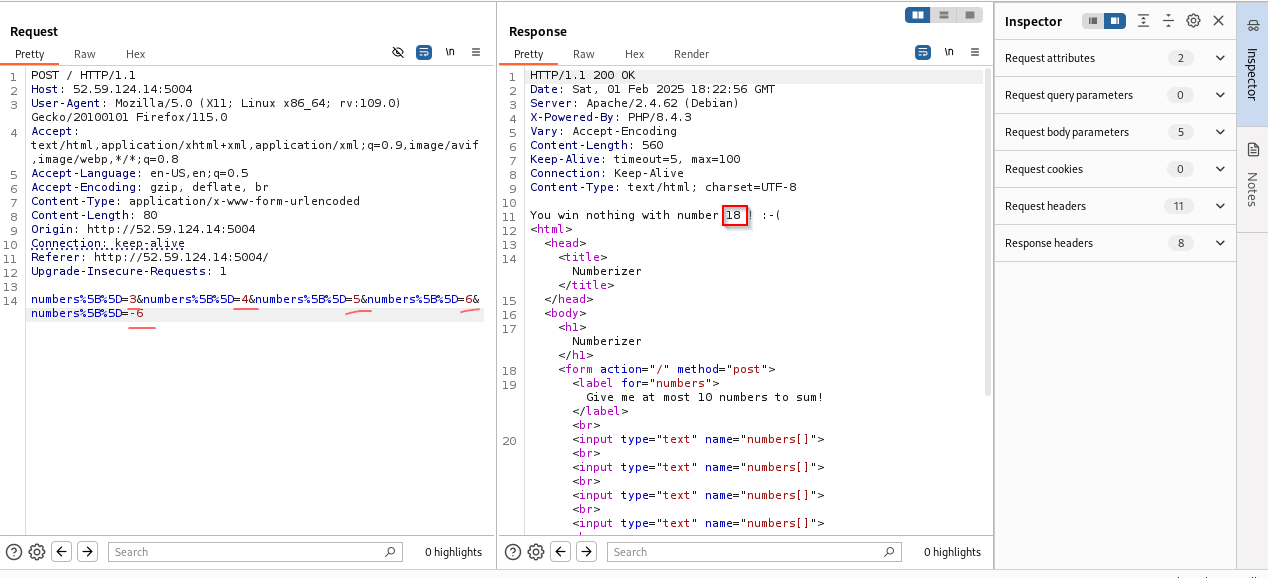 Request
Pretty Raw Hex \n
1 POST / HTTP/1.1
2 Host: 52.59.124.14:5004
3 User-Agent: Mozilla/5.0 (X11; Linux x86_64; rv:109.0)
Gecko/20100101 Firefox/115.0
4 Accept:
text/html,application/xhtml+xml,application/xml;q=0.9,image/avif
,image/webp,*/*;q=0.8
5 Accept-Language: en-US,en;q=0.5
6 Accept-Encoding: gzip, deflate, br
7 Content-Type: application/x-www-form-urlencoded
8 Content-Length: 80
9 Origin: http://52.59.124.14:5004
10 Connection: keep-alive
11 Referer: http://52.59.124.14:5004/
12 Upgrade-Insecure-Requests: 1
13
14 numbers%5B%5D=3&numbers%5B%5D=4&numbers%5B%5D=5&numbers%5B%5D=6&
numbers%5B%5D=-6
Search 0 highlights
Response
Pretty Raw Hex Render \n
1 HTTP/1.1 200 OK
2 Date: Sat, 01 Feb 2025 18:22:56 GMT
3 Server: Apache/2.4.62 (Debian)
4 X-Powered-By: PHP/8.4.3
5 Vary: Accept-Encoding
6 Content-Length: 560
7 Keep-Alive: timeout=5, max=100
8 Connection: Keep-Alive
9 Content-Type: text/html; charset=UTF-8
10
11 You win nothing with number 18 ! :-(
12 <html>
13 <head>
14 <title>
Numberizer
</title>
15 </head>
16 <body>
17 <h1>
Numberizer
</h1>
18 <form action="/" method="post">
19 <label for="numbers">
Give me at most 10 numbers to sum!
</label>
<br>
20 <input type="text" name="numbers[]">
<br>
<input type="text" name="numbers[]">
<br>
<input type="text" name="numbers[]">
<br>
<input type="text" name="numbers[]">
Search 0 highlights
Inspector
Request attributes 2
Request query parameters 0
Request body parameters 5
Request cookies 0
Request headers 11
Response headers 8
Inspector
Notes